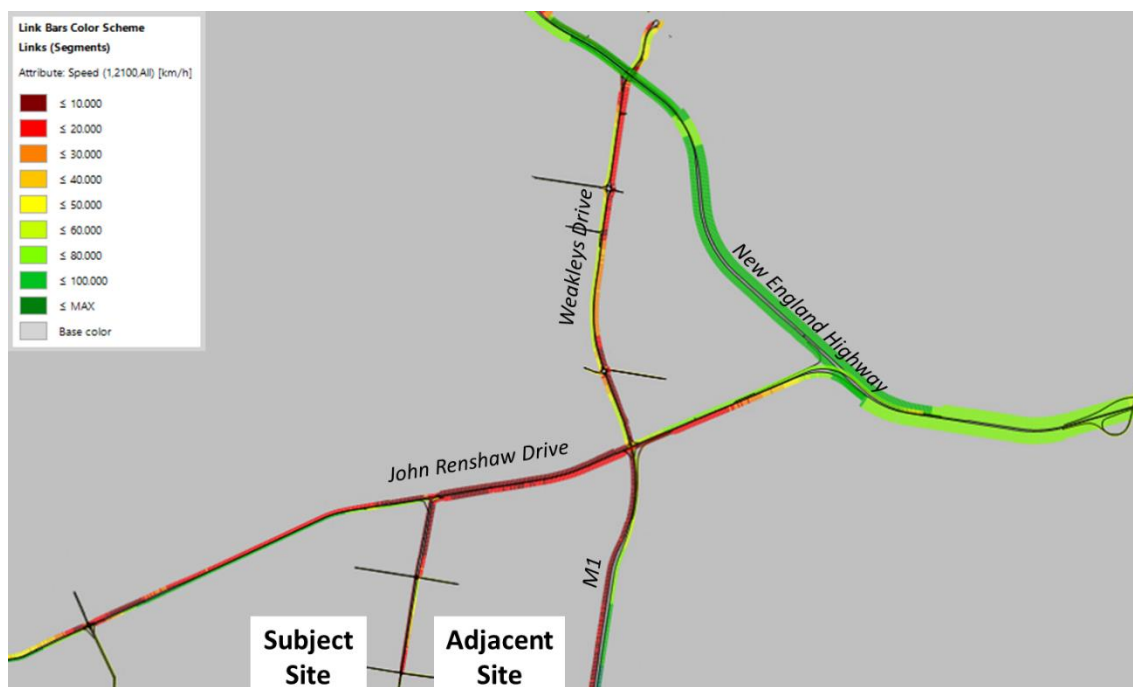 Link Bars Color Scheme
Links (Segments)
Attribute: Speed (1,2100,All) [km/h]
≤ 10.000
≤ 20.000
≤ 30.000
≤ 40.000
≤ 50.000
≤ 60.000
≤ 80.000
≤ 100.000
≤ MAX
Base color
Weakleys Drive
New England Highway
John Renshaw Drive
M1
Subject
Site
Adjacent
Site